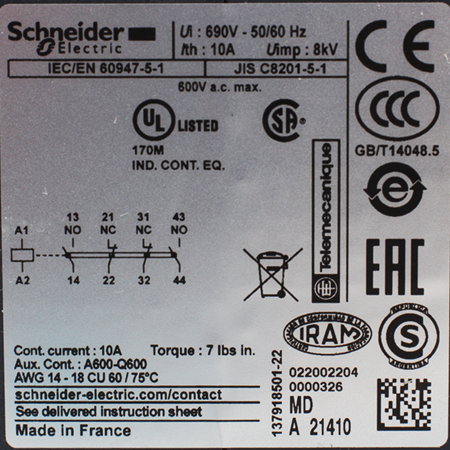 Schneider
Electric
Ui : 690V - 50/60 Hz
Ith : 10A Uimp : 8kV
IEC/EN 60947-5-1
JIS C8201-5-1
600V a.c. max.
CE
CCC
GB/T14048.5
UL LISTED
170M
IND. CONT. EQ.
SA
Telemecanique
e
EAC
13 21 31 43
NO NC NC NO
A1
A2
14 22 32 44
IRAM
S
Cont. current : 10A Torque : 7 lbs in.
Aux. Cont. : A600-Q600
AWG 14 - 18 CU 60 / 75°C
schneider-electric.com/contact
See delivered instruction sheet
Made in France
137918501-22
022002204
0000326
MD
A 21410